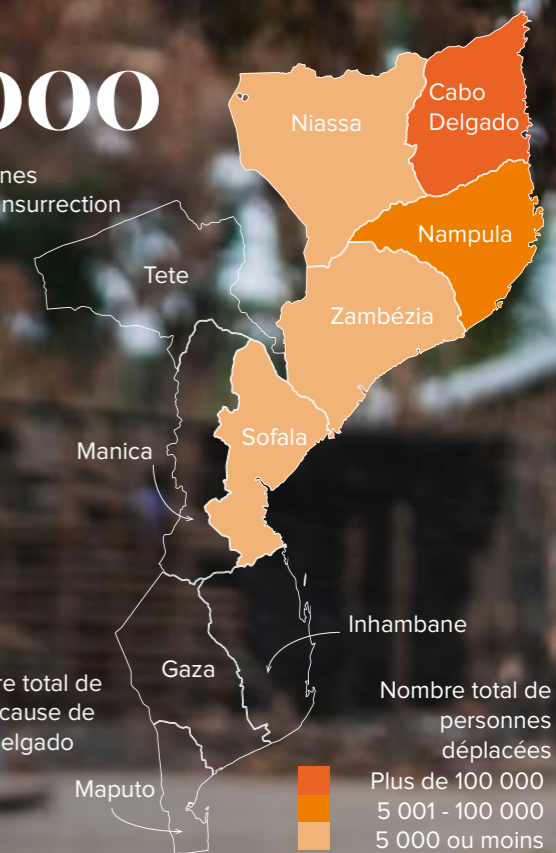 000
nes
nsurrection
Niassa
Cabo
Delgado
Nampula
Tete
Zambézia
Sofala
Manica
Inhambane
Gaza
re total de
cause de
elgado
Maputo
Nombre total de
personnes
déplacées
Plus de 100 000
5 001 - 100 000
5 000 ou moins